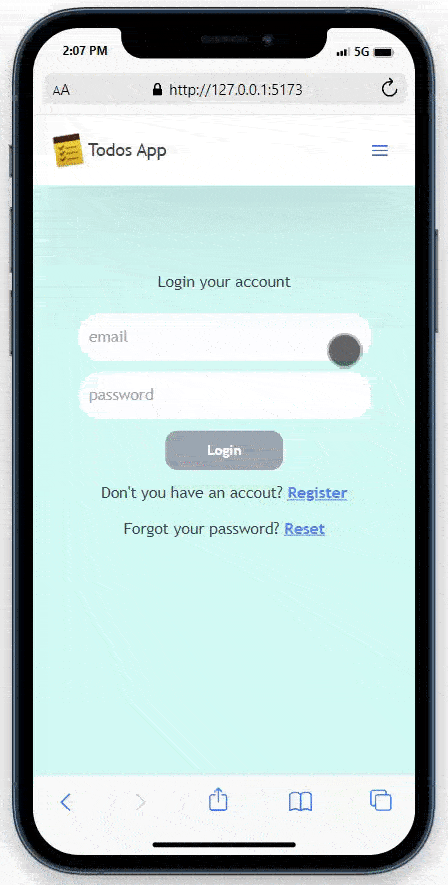 2:07 PM 5G
AA http://127.0.0.1:5173
Todos App
Login your account
email
password
Login
Don't you have an accout? Register
Forgot your password? Reset